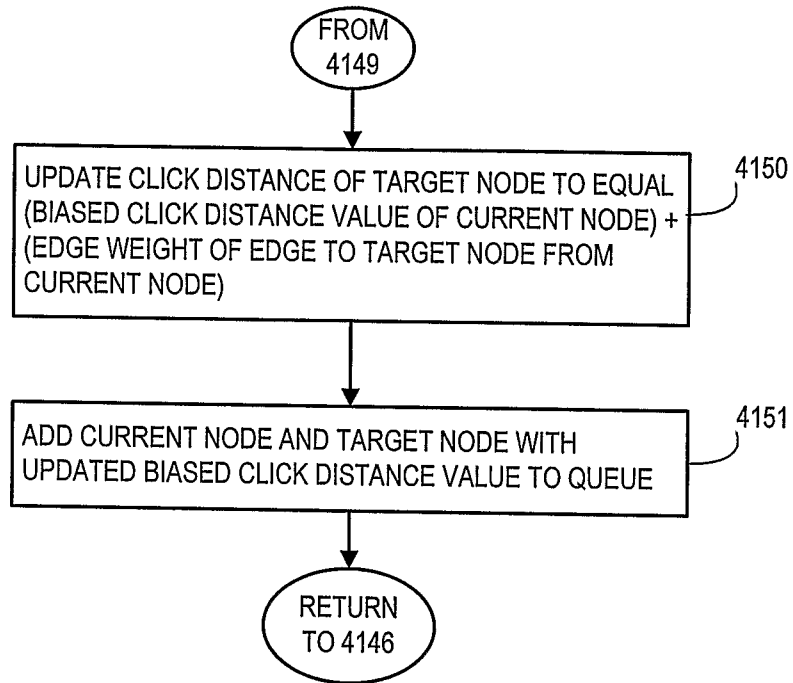 FROM
4149
UPDATE CLICK DISTANCE OF TARGET NODE TO EQUAL
(BIASED CLICK DISTANCE VALUE OF CURRENT NODE) +
(EDGE WEIGHT OF EDGE TO TARGET NODE FROM
CURRENT NODE)
4150
ADD CURRENT NODE AND TARGET NODE WITH
UPDATED BIASED CLICK DISTANCE VALUE TO QUEUE
4151
RETURN
TO 4146